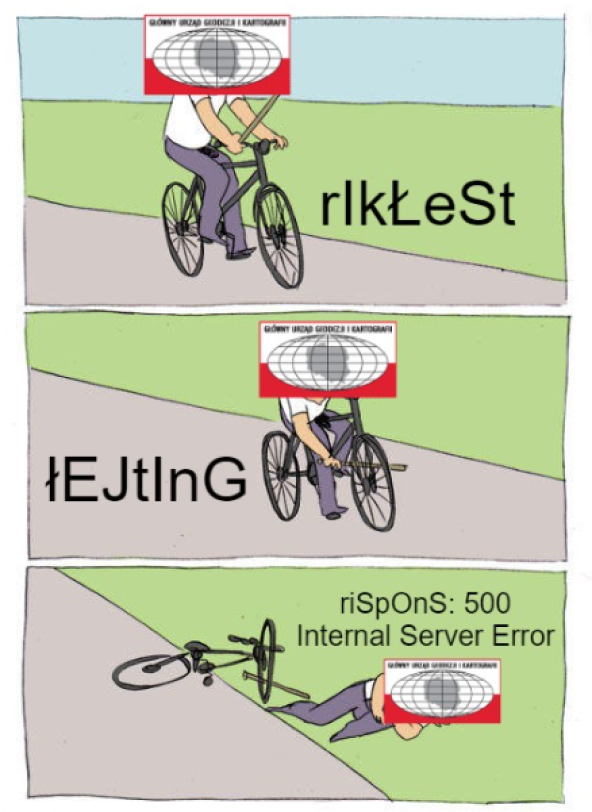 GŁÓWNY URZĄD GEODEZJI I KARTOGRAFII
rIkŁeSt
GŁÓWNY URZĄD GEODEZJI I KARTOGRAFII
łEJtInG
riSpOnS: 500
Internal Server Error
GŁÓWNY URZĄD GEODEZJI I KARTOGRAFII